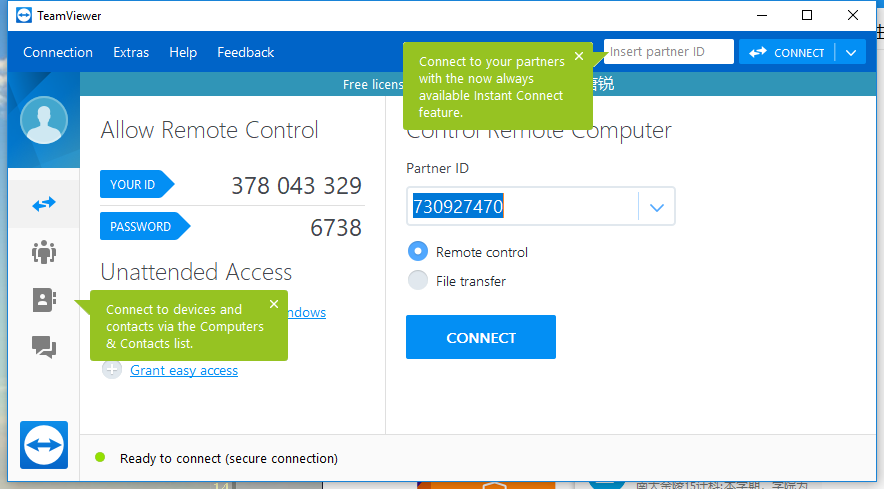 TeamViewer
Connection Extras Help Feedback
Insert partner ID
CONNECT
Connect to your partners
with the now always
available Instant Connect
feature.
Free licens
锐
Allow Remote Control
YOUR ID 378 043 329
PASSWORD 6738
Unattended Access
ndows
Connect to devices and
contacts via the Computers
& Contacts list.
Grant easy access
Control Remote Computer
Partner ID
730927470
Remote control
File transfer
CONNECT
Ready to connect (secure connection)
14